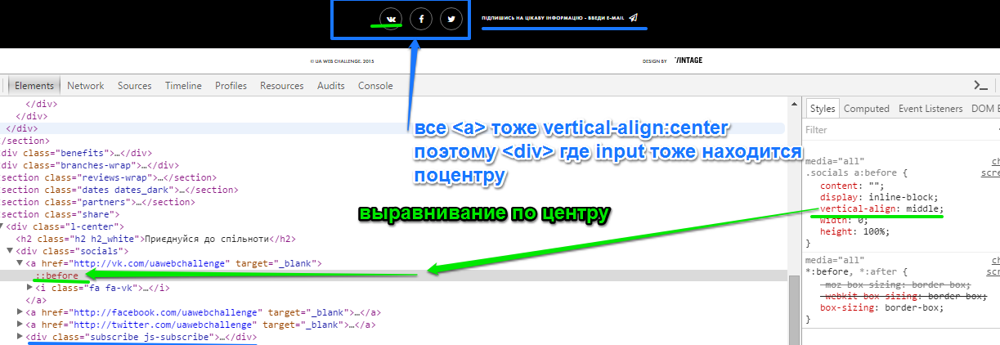 ПІДПИШИСЬ НА ЦІКАВУ ІНФОРМАЦІЮ - ВВЕДИ E-MAIL
© UA WEB CHALLENGE. 2015
DESIGN BY VINTAGE
Elements Network Sources Timeline Profiles Resources Audits Console
</div>
</div>
</div>
div class="benefits">…</div>
div class="branches-wrap">…</div>
section class="reviews-wrap">…</section>
section class="dates dates_dark">…</section>
section class="partners">…</section>
section class="share">
<div class="l-center">
<h2 class="h2 h2_white">Приєднуйся до спільноти</h2>
<div class="socials">
<a href="http://vk.com/uawebchallenge" target="_blank">
::before
<i class="fa fa-vk">…</i>
</a>
<a href="http://facebook.com/uawebchallenge" target="_blank">…</a>
<a href="http://twitter.com/uawebchallenge" target="_blank">…</a>
<div class="subscribe js-subscribe">…</div>
все <a> тоже vertical-align:center
поэтому <div> где input тоже находится
поцентру
выравнивание по центру
Styles Computed Event Listeners DOM B
Filter
media="all" ch
.socials a:before { scre
content: "";
display: inline-block;
vertical-align: middle;
width: 0;
height: 100%;
}
media="all" ch
*:before, *:after { scre
-moz-box-sizing: border-box;
-webkit-box-sizing: border-box;
box-sizing: border-box;
}